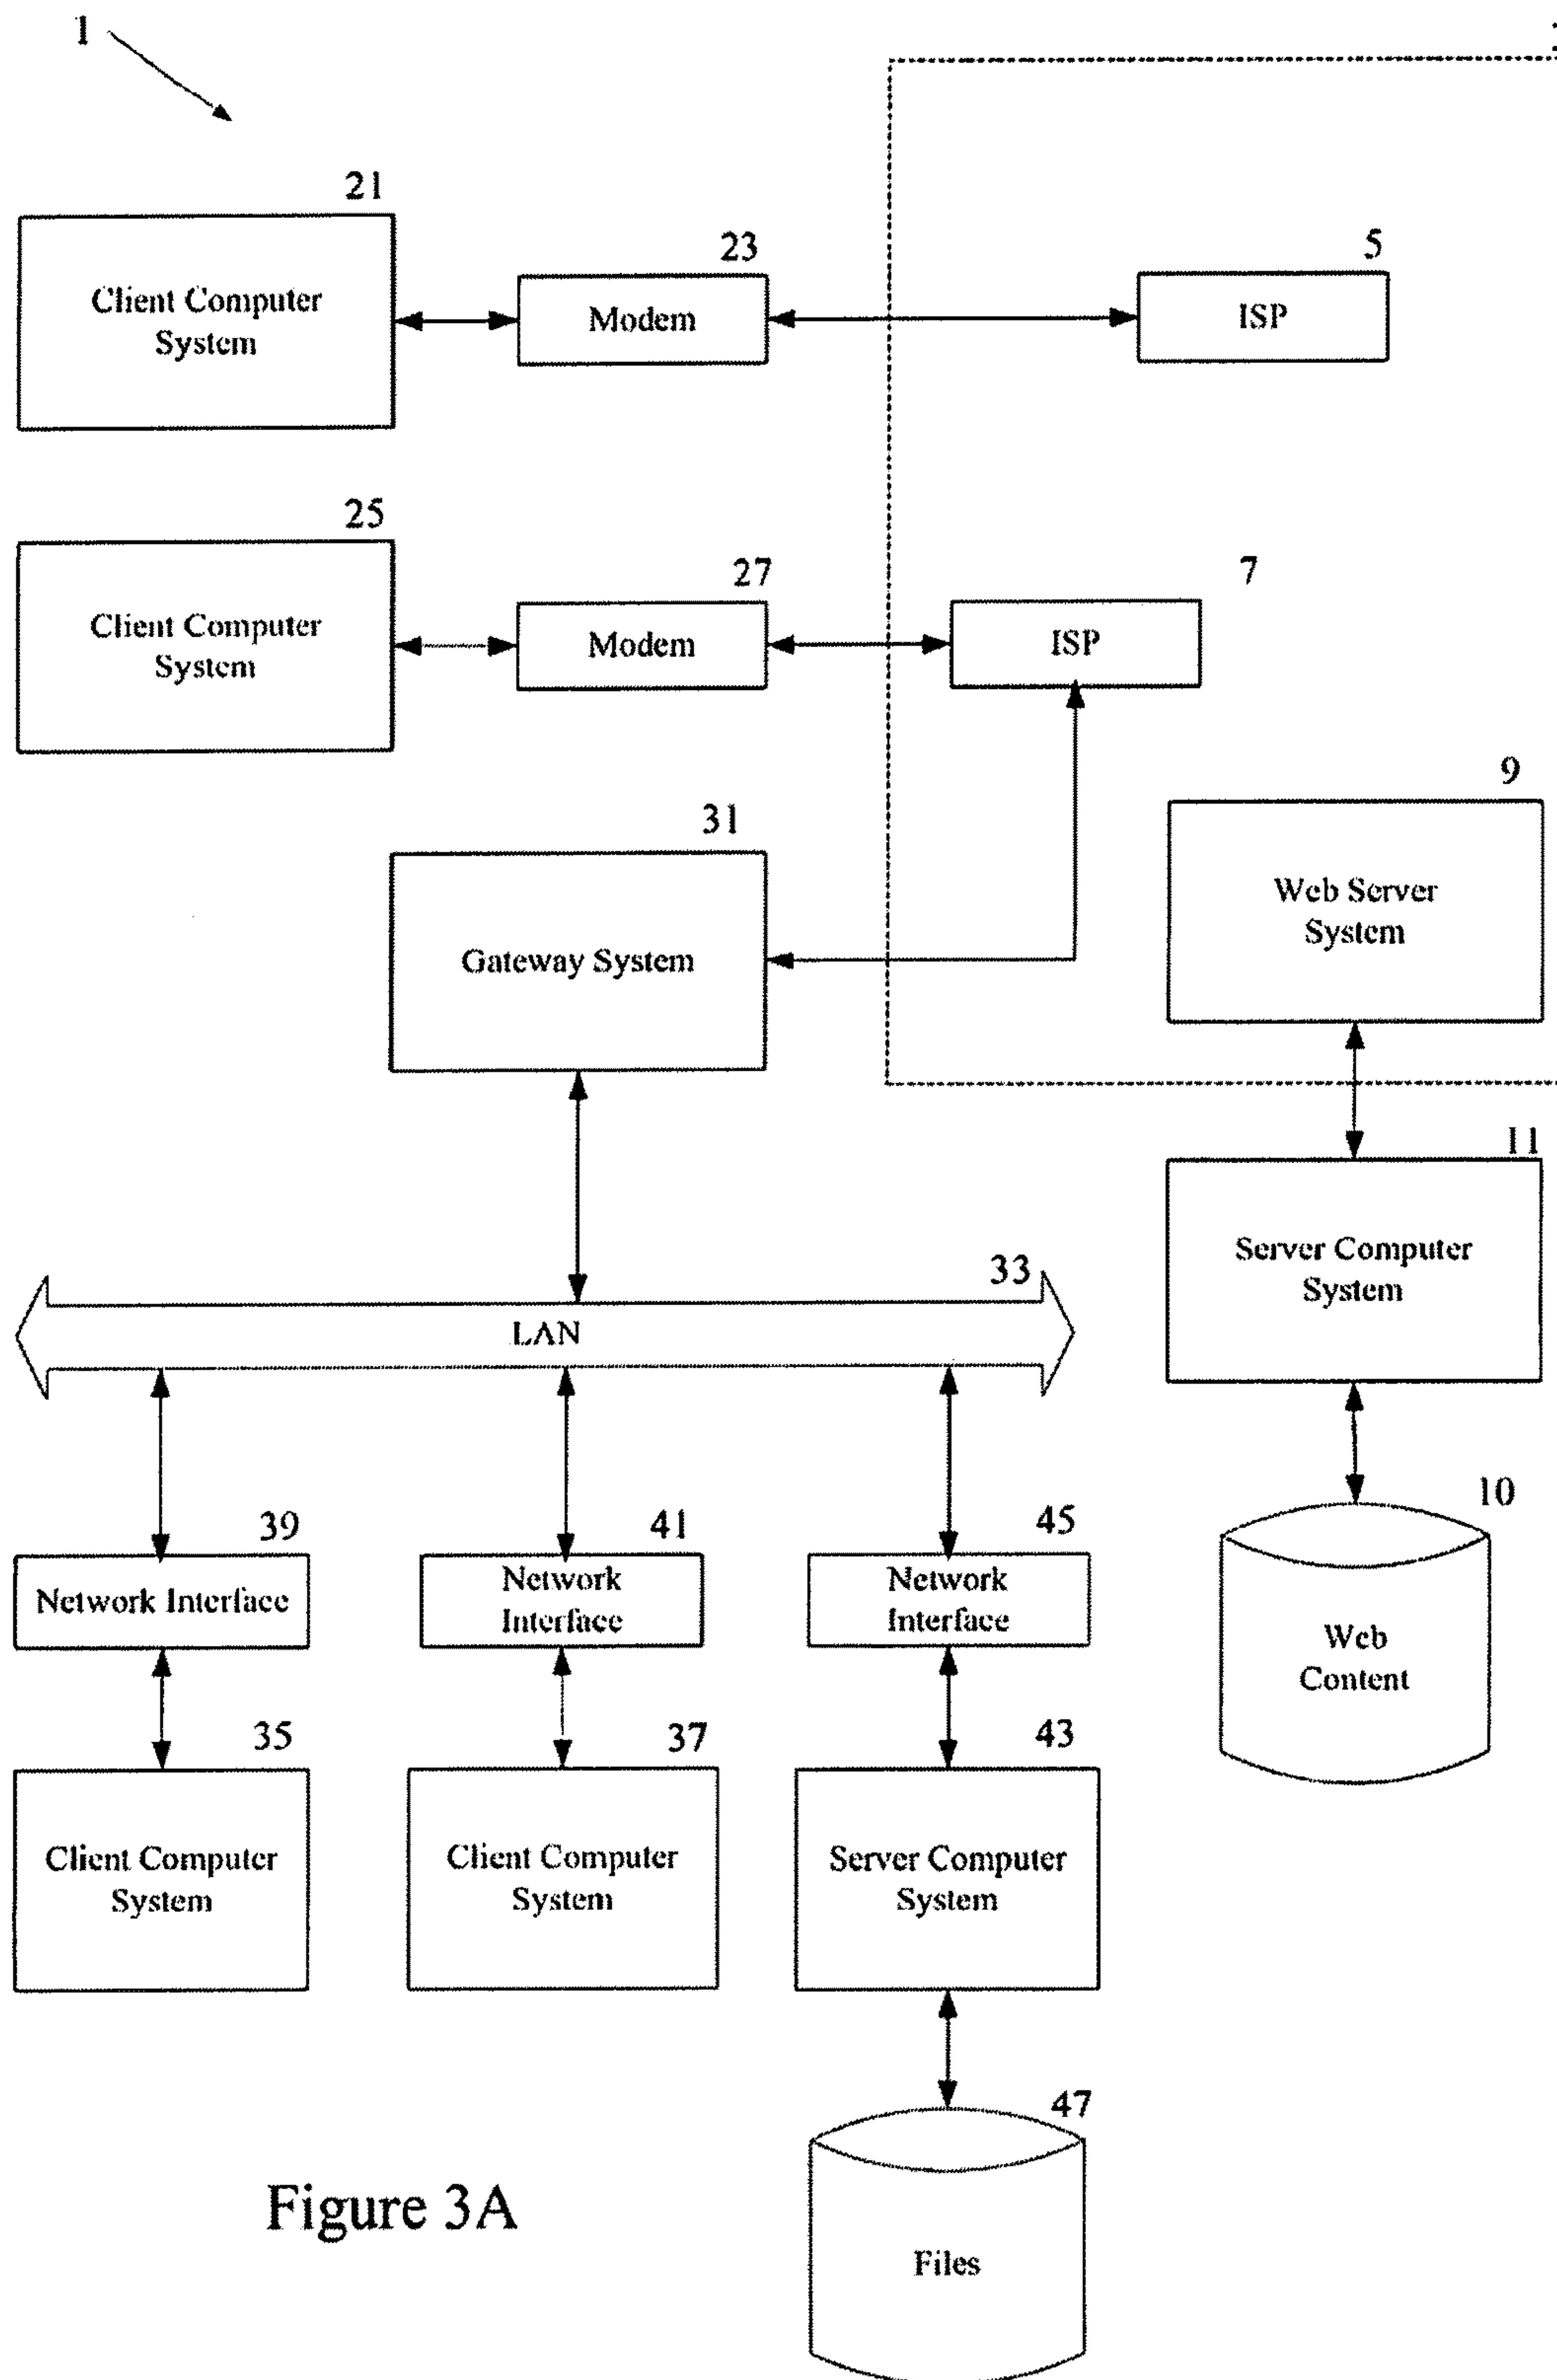 1
21
Client Computer
System
23
Modem
5
ISP
25
Client Computer
System
27
Modem
7
ISP
31
Gateway System
9
Web Server
System
11
Server Computer
System
33
LAN
10
Web
Content
39
Network Interface
41
Network
Interface
45
Network
Interface
35
Client Computer
System
37
Client Computer
System
43
Server Computer
System
47
Files
Figure 3A